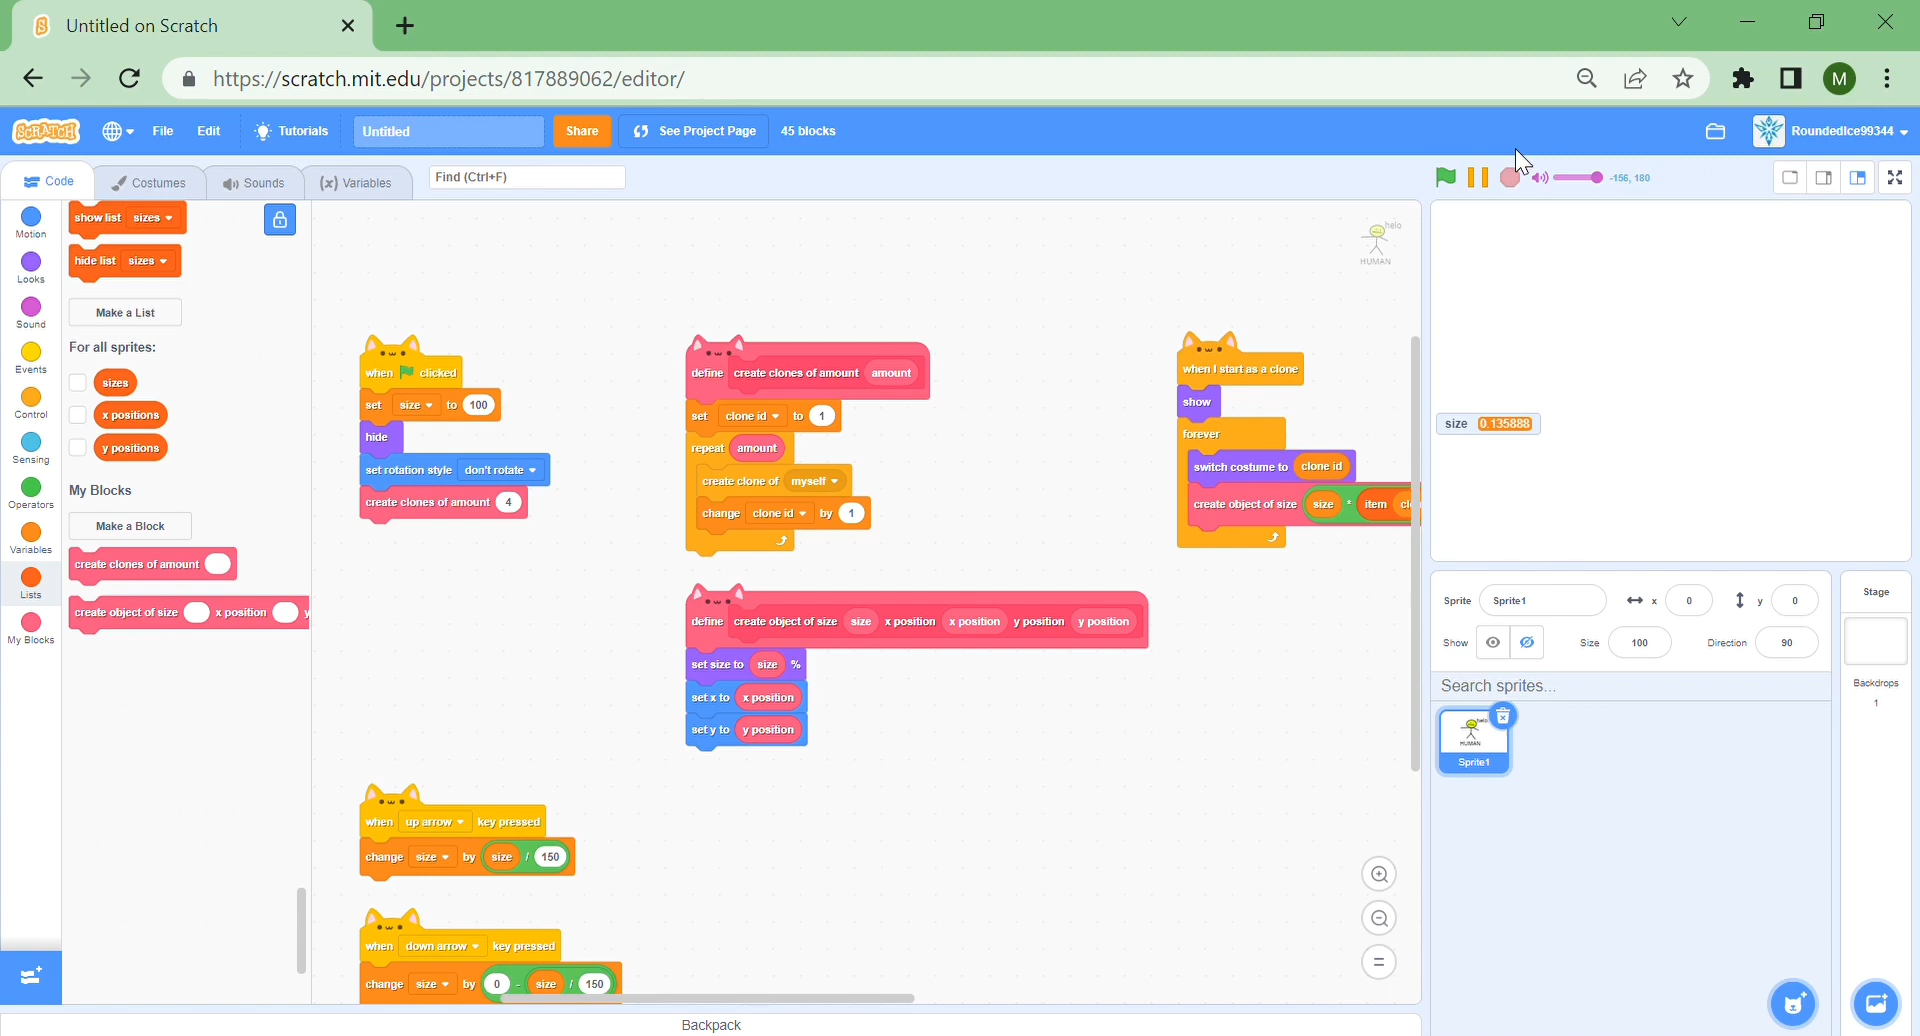 Untitled on Scratch
https://scratch.mit.edu/projects/817889062/editor/
M
SCRATCH
File
Edit
Tutorials
Untitled
Share
See Project Page
45 blocks
RoundedIce99344
Code
Costumes
Sounds
(x) Variables
Find (Ctrl+F)
-156, 180
Motion
Looks
Sound
Events
Control
Sensing
Operators
Variables
Lists
My Blocks
show list sizes
hide list sizes
Make a List
For all sprites:
sizes
x positions
y positions
My Blocks
Make a Block
create clones of amount
create object of size x position y
when clicked
set size to 100
hide
set rotation style don't rotate
create clones of amount 4
define create clones of amount amount
set clone id to 1
repeat amount
create clone of myself
change clone id by 1
define create object of size size x position x position y position y position
set size to size %
set x to x position
set y to y position
when I start as a clone
show
forever
switch costume to clone id
create object of size size * item
when up arrow key pressed
change size by size / 150
when down arrow key pressed
change size by 0 - size / 150
helo
HUMAN
size 0.135888
Sprite Sprite1 x 0 y 0
Show Size 100 Direction 90
Search sprites...
HUMAN
Sprite1
Stage
Backdrops
1
Backpack